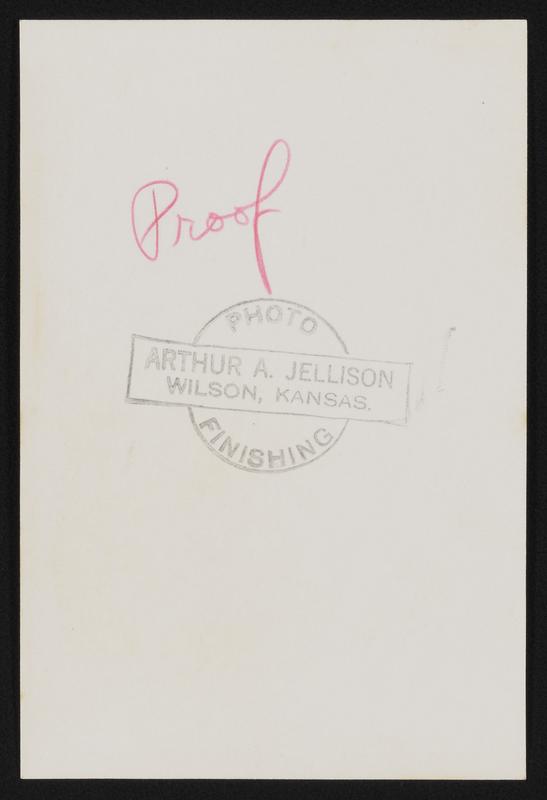 Proof
PHOTO
ARTHUR A. JELLISON
WILSON, KANSAS.
FINISHING